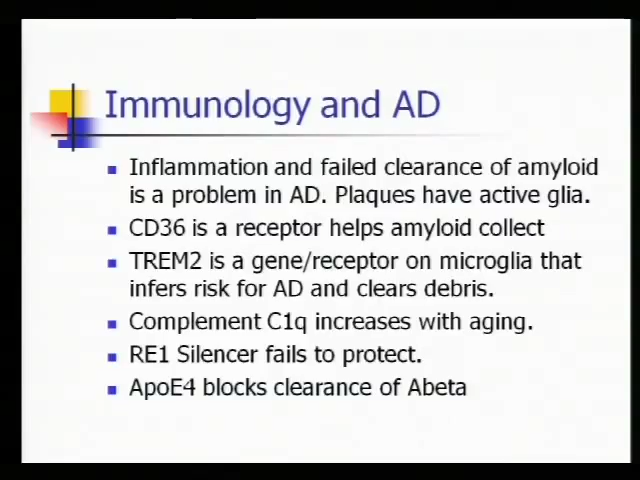 Immunology and AD
Inflammation and failed clearance of amyloid
is a problem in AD. Plaques have active glia.
CD36 is a receptor helps amyloid collect
TREM2 is a gene/receptor on microglia that
infers risk for AD and clears debris.
Complement C1q increases with aging.
RE1 Silencer fails to protect.
ApoE4 blocks clearance of Abeta